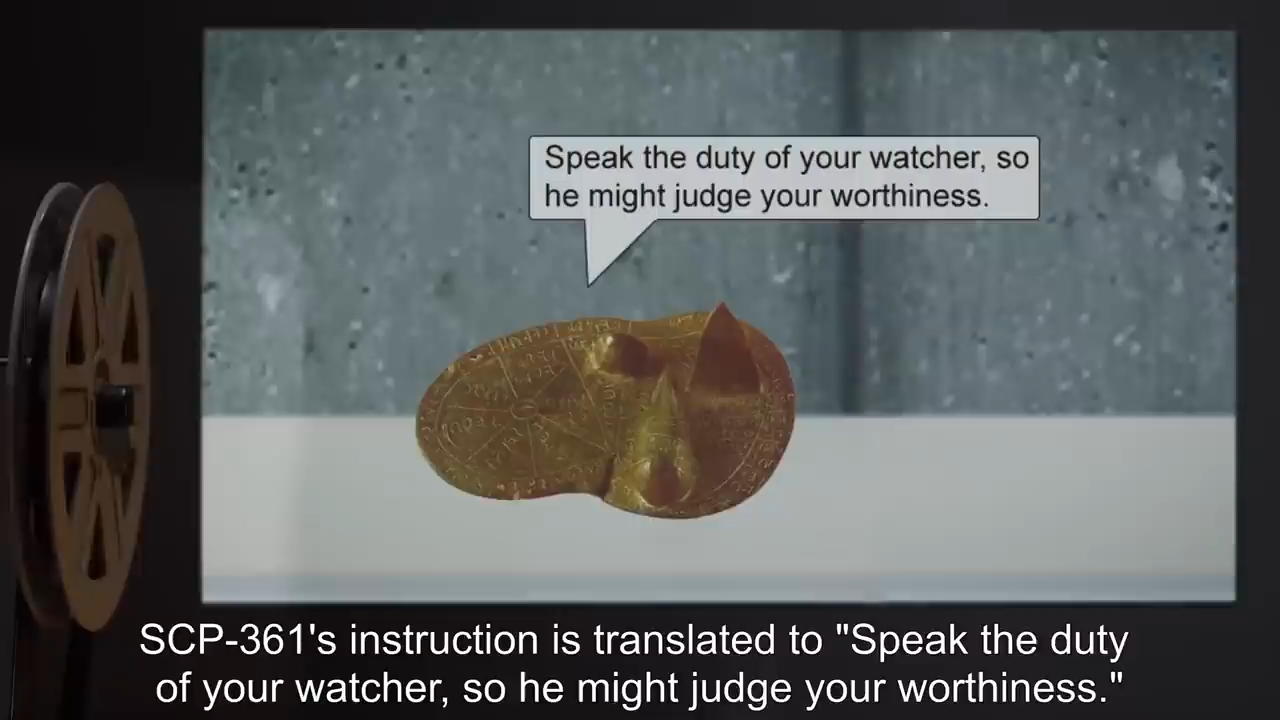 Speak the duty of your watcher, so
he might judge your worthiness.
SCP-361's instruction is translated to "Speak the duty
of your watcher, so he might judge your worthiness."